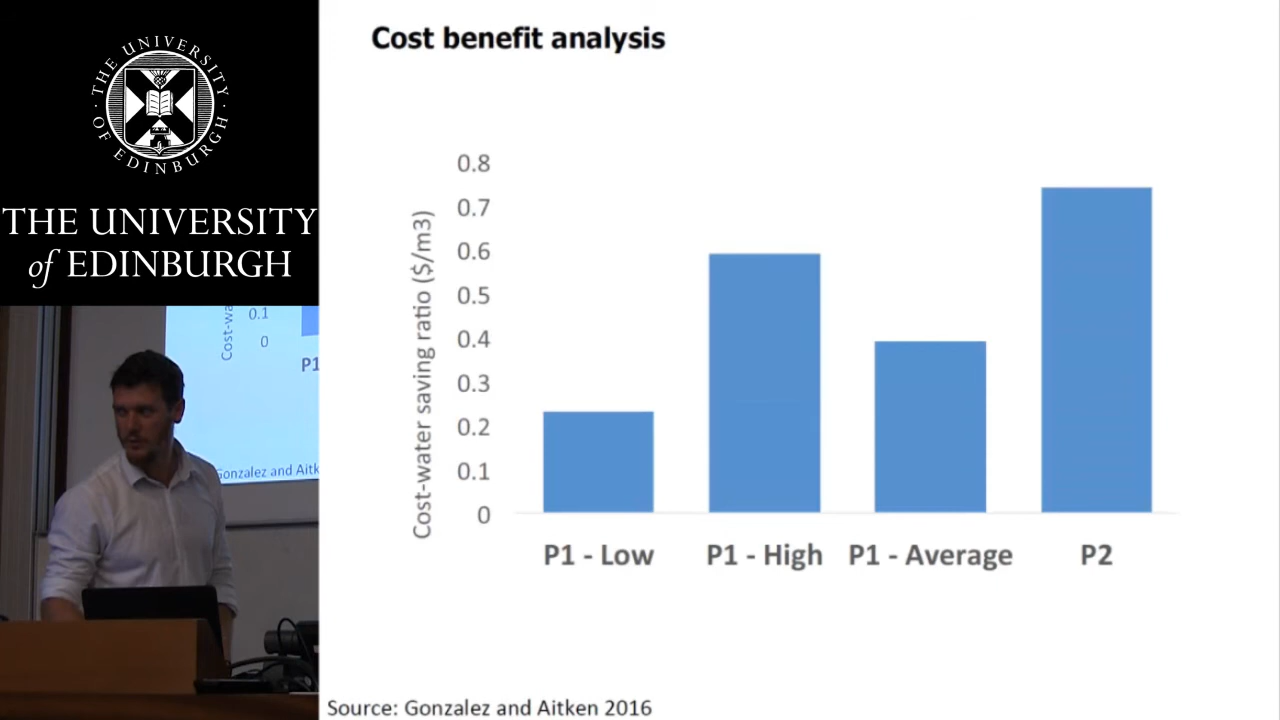 THE UNIVERSITY
OF EDINBURGH
THE UNIVERSITY
of EDINBURGH
Cost benefit analysis
Cost-water saving ratio ($/m3)
0.8
0.7
0.6
0.5
0.4
0.3
0.2
0.1
0
P1 - Low
P1 - High
P1 - Average
P2
Source: Gonzalez and Aitken 2016
Cost-wa
0.1
0
P1
Gonzalez and Aitk